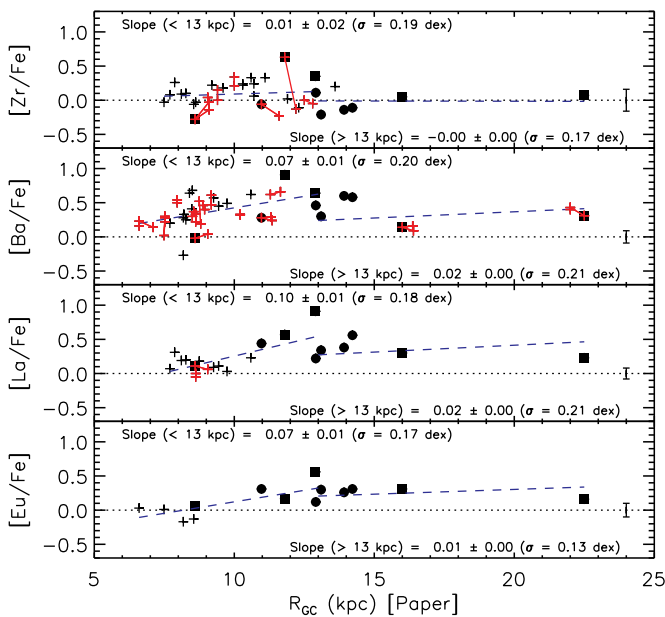 Slope (< 13 kpc) = 0.01 ± 0.02 (σ = 0.19 dex)
1.0
0.5
0.0
−0.5
[Zr/Fe]
Slope (> 13 kpc) = −0.00 ± 0.00 (σ = 0.17 dex)
Slope (< 13 kpc) = 0.07 ± 0.01 (σ = 0.20 dex)
1.0
0.5
0.0
−0.5
[Ba/Fe]
Slope (> 13 kpc) = 0.02 ± 0.00 (σ = 0.21 dex)
Slope (< 13 kpc) = 0.10 ± 0.01 (σ = 0.18 dex)
1.0
0.5
0.0
−0.5
[La/Fe]
Slope (> 13 kpc) = 0.02 ± 0.00 (σ = 0.21 dex)
Slope (< 13 kpc) = 0.07 ± 0.01 (σ = 0.17 dex)
1.0
0.5
0.0
−0.5
[Eu/Fe]
Slope (> 13 kpc) = 0.01 ± 0.00 (σ = 0.13 dex)
5 10 15 20 25
R_GC (kpc) [Paper]